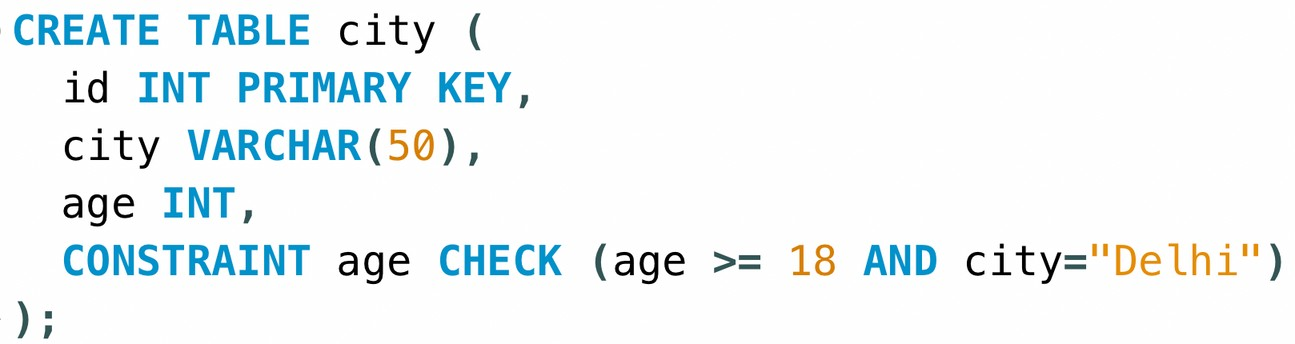 CREATE TABLE city (
id INT PRIMARY KEY,
city VARCHAR(50),
age INT,
CONSTRAINT age CHECK (age >= 18 AND city="Delhi")
);